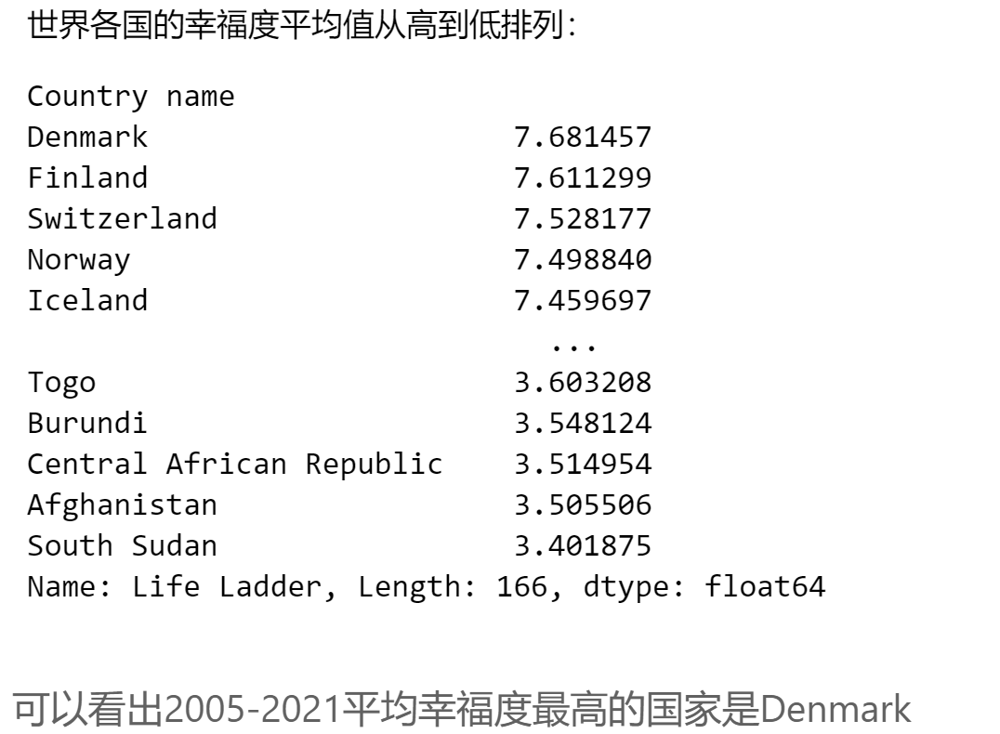 世界各国的幸福度平均值从高到低排列：
Country name
Denmark 7.681457
Finland 7.611299
Switzerland 7.528177
Norway 7.498840
Iceland 7.459697
...
Togo 3.603208
Burundi 3.548124
Central African Republic 3.514954
Afghanistan 3.505506
South Sudan 3.401875
Name: Life Ladder, Length: 166, dtype: float64
可以看出2005-2021平均幸福度最高的国家是Denmark